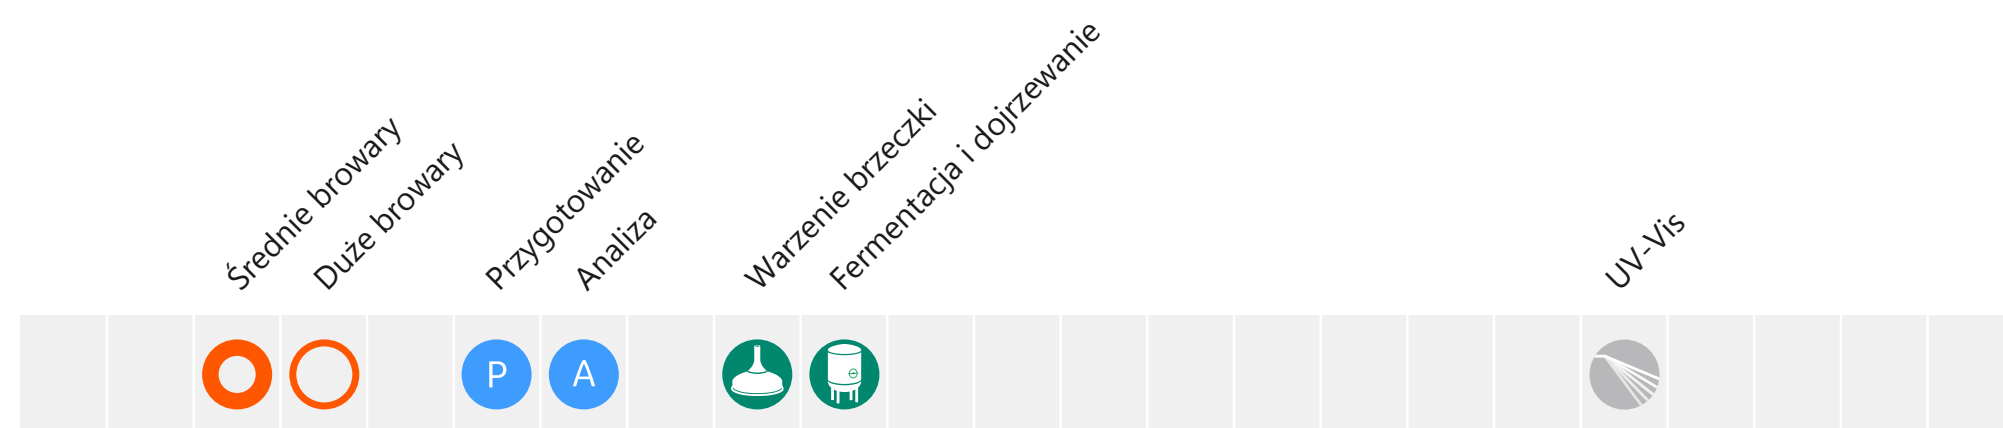 Średnie browary
Duże browary
Przygotowanie
Analiza
Warzenie brzeczki
Fermentacja i dojrzewanie
UV-Vis
P
A